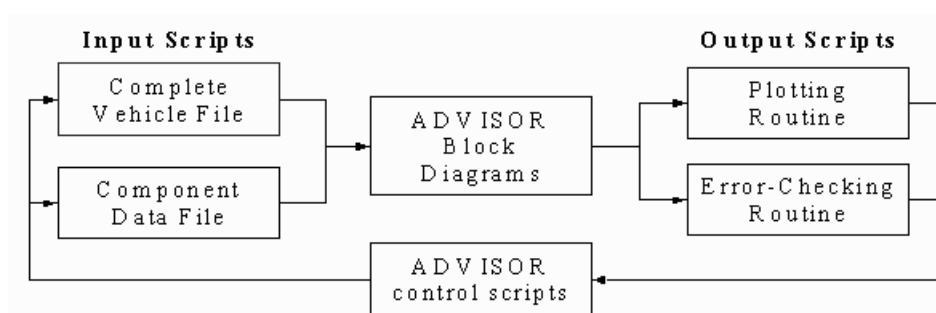 Input Scripts
Output Scripts
Complete
Vehicle File
Component
Data File
ADVISOR
Block
Diagrams
Plotting
Routine
Error-Checking
Routine
ADVISOR
control scripts